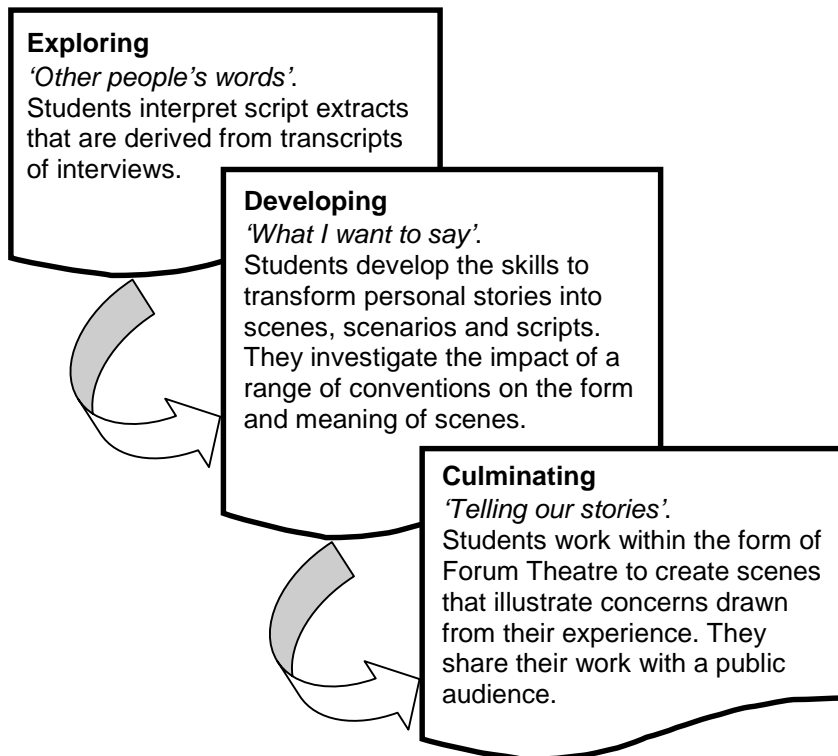 Exploring
‘Other people’s words’.
Students interpret script extracts
that are derived from transcripts
of interviews.
Developing
‘What I want to say’.
Students develop the skills to
transform personal stories into
scenes, scenarios and scripts.
They investigate the impact of a
range of conventions on the form
and meaning of scenes.
Culminating
‘Telling our stories’.
Students work within the form of
Forum Theatre to create scenes
that illustrate concerns drawn
from their experience. They
share their work with a public
audience.